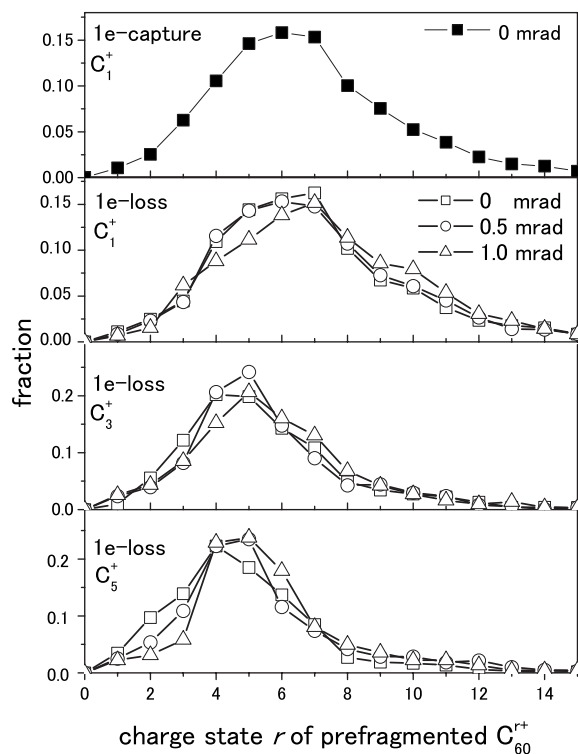 1e-capture
C₁⁺
0 mrad
0.15
0.10
0.05
0.00
1e-loss
C₁⁺
0 mrad
0.5 mrad
1.0 mrad
0.15
0.10
0.05
0.00
1e-loss
C₃⁺
0.2
0.1
0.0
1e-loss
C₅⁺
0.2
0.1
0.0
fraction
0 2 4 6 8 10 12 14
charge state r of prefragmented C₆₀ʳ⁺